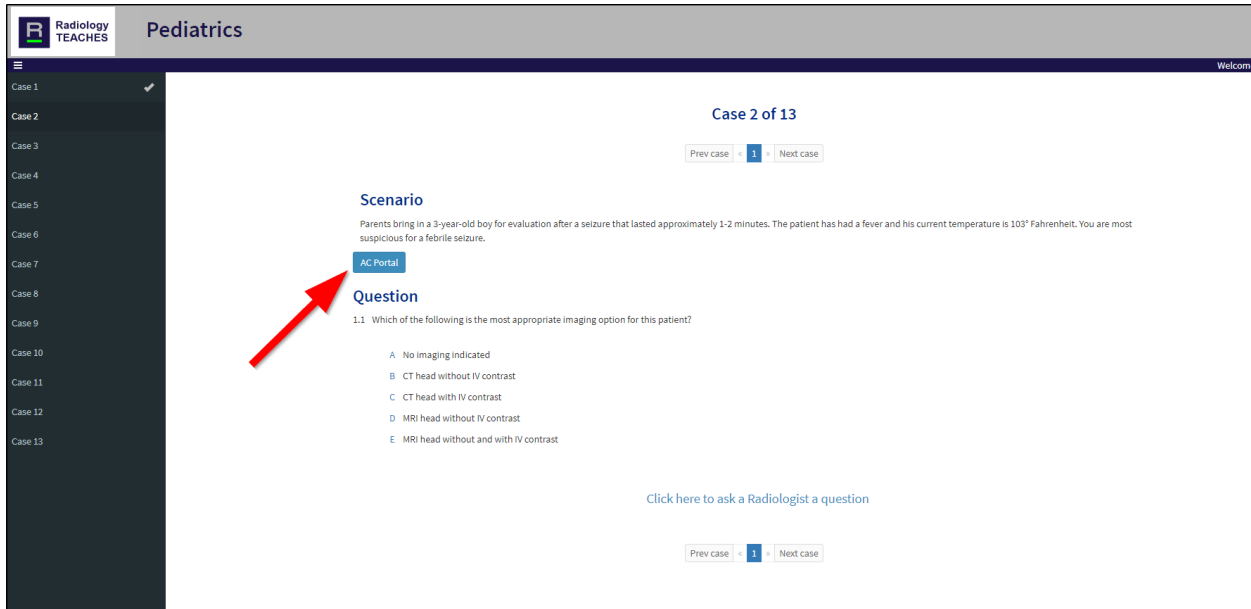 Radiology
TEACHES
Pediatrics
Welcome
Case 1
Case 2
Case 3
Case 4
Case 5
Case 6
Case 7
Case 8
Case 9
Case 10
Case 11
Case 12
Case 13
Case 2 of 13
Prev case « 1 » Next case
Scenario
Parents bring in a 3-year-old boy for evaluation after a seizure that lasted approximately 1-2 minutes. The patient has had a fever and his current temperature is 103° Fahrenheit. You are most
suspicious for a febrile seizure.
AC Portal
Question
1.1 Which of the following is the most appropriate imaging option for this patient?
A No imaging indicated
B CT head without IV contrast
C CT head with IV contrast
D MRI head without IV contrast
E MRI head without and with IV contrast
Click here to ask a Radiologist a question
Prev case « 1 » Next case